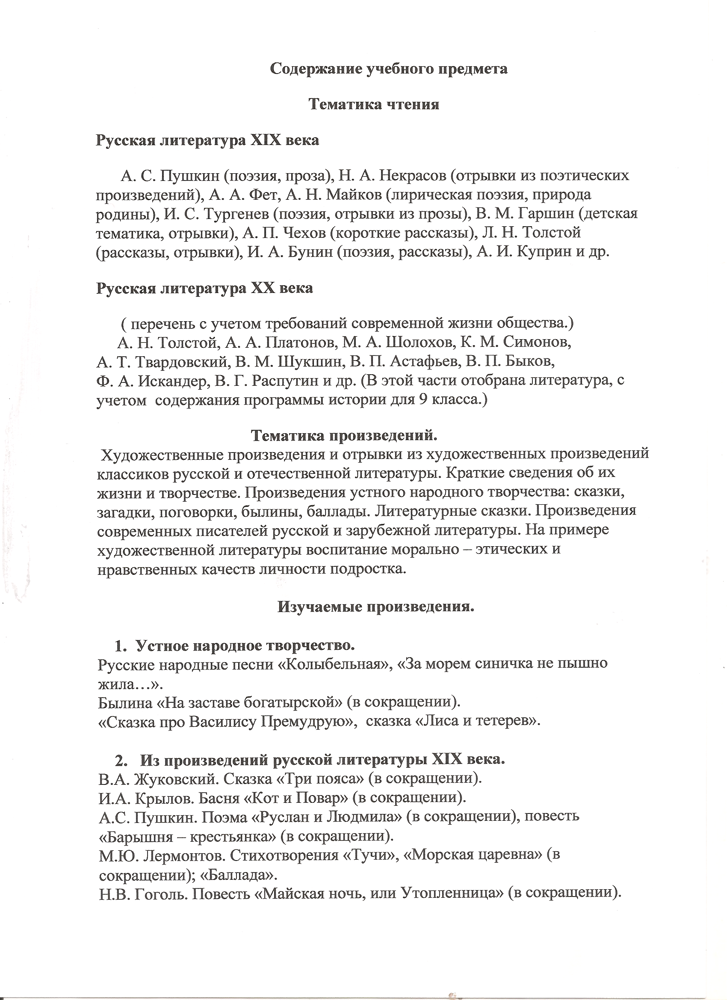 Содержание учебного предмета
Тематика чтения
Русская литература XIX века
А. С. Пушкин (поэзия, проза), Н. А. Некрасов (отрывки из поэтических
произведений), А. А. Фет, А. Н. Майков (лирическая поэзия, природа
родины), И. С. Тургенев (поэзия, отрывки из прозы), В. М. Гаршин (детская
тематика, отрывки), А. П. Чехов (короткие рассказы), Л. Н. Толстой
(рассказы, отрывки), И. А. Бунин (поэзия, рассказы), А. И. Куприн и др.
Русская литература XX века
( перечень с учетом требований современной жизни общества.)
А. Н. Толстой, А. А. Платонов, М. А. Шолохов, К. М. Симонов,
А. Т. Твардовский, В. М. Шукшин, В. П. Астафьев, В. П. Быков,
Ф. А. Искандер, В. Г. Распутин и др. (В этой части отобрана литература, с
учетом  содержания программы истории для 9 класса.)
Тематика произведений.
Художественные произведения и отрывки из художественных произведений
классиков русской и отечественной литературы. Краткие сведения об их
жизни и творчестве. Произведения устного народного творчества: сказки,
загадки, поговорки, былины, баллады. Литературные сказки. Произведения
современных писателей русской и зарубежной литературы. На примере
художественной литературы воспитание морально – этических и
нравственных качеств личности подростка.
Изучаемые произведения.
1. Устное народное творчество.
Русские народные песни «Колыбельная», «За морем синичка не пышно
жила…».
Былина «На заставе богатырской» (в сокращении).
«Сказка про Василису Премудрую»,  сказка «Лиса и тетерев».
2. Из произведений русской литературы XIX века.
В.А. Жуковский. Сказка «Три пояса» (в сокращении).
И.А. Крылов. Басня «Кот и Повар» (в сокращении).
А.С. Пушкин. Поэма «Руслан и Людмила» (в сокращении), повесть
«Барышня – крестьянка» (в сокращении).
М.Ю. Лермонтов. Стихотворения «Тучи», «Морская царевна» (в
сокращении); «Баллада».
Н.В. Гоголь. Повесть «Майская ночь, или Утопленница» (в сокращении).